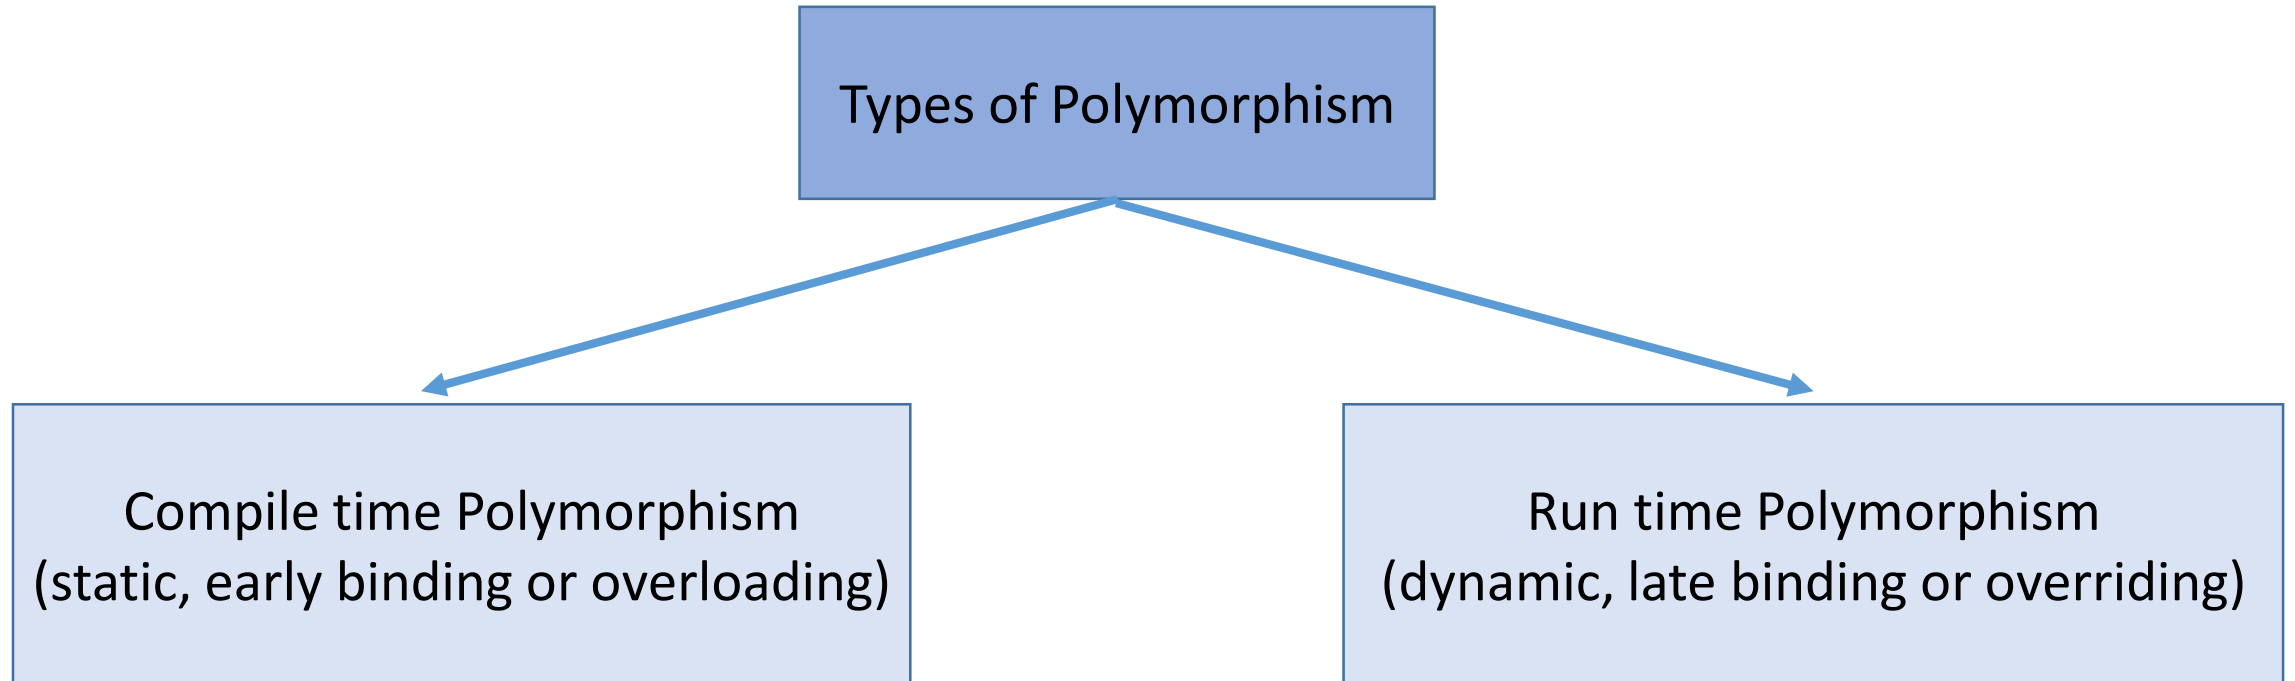 Types of Polymorphism
Compile time Polymorphism
(static, early binding or overloading)
Run time Polymorphism
(dynamic, late binding or overriding)